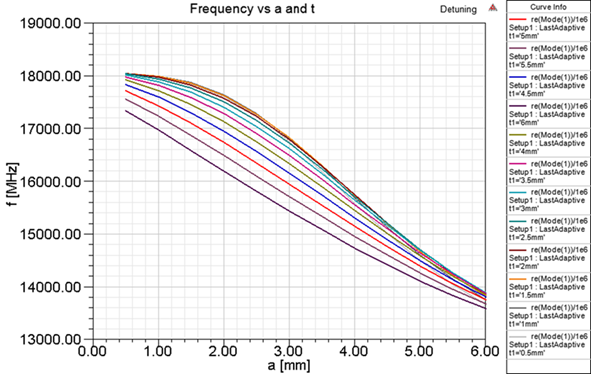 Frequency vs a and t
Detuning
Curve Info
re(Mode(1))/1e6
Setup1 : LastAdaptive
t1='5mm'
re(Mode(1))/1e6
Setup1 : LastAdaptive
t1='5.5mm'
re(Mode(1))/1e6
Setup1 : LastAdaptive
t1='4.5mm'
re(Mode(1))/1e6
Setup1 : LastAdaptive
t1='6mm'
re(Mode(1))/1e6
Setup1 : LastAdaptive
t1='4mm'
re(Mode(1))/1e6
Setup1 : LastAdaptive
t1='3.5mm'
re(Mode(1))/1e6
Setup1 : LastAdaptive
t1='3mm'
re(Mode(1))/1e6
Setup1 : LastAdaptive
t1='2.5mm'
re(Mode(1))/1e6
Setup1 : LastAdaptive
t1='2mm'
re(Mode(1))/1e6
Setup1 : LastAdaptive
t1='1.5mm'
re(Mode(1))/1e6
Setup1 : LastAdaptive
t1='1mm'
re(Mode(1))/1e6
Setup1 : LastAdaptive
t1='0.5mm'
19000.00
18000.00
17000.00
16000.00
15000.00
14000.00
13000.00
f [MHz]
0.00 1.00 2.00 3.00 4.00 5.00 6.00
a [mm]